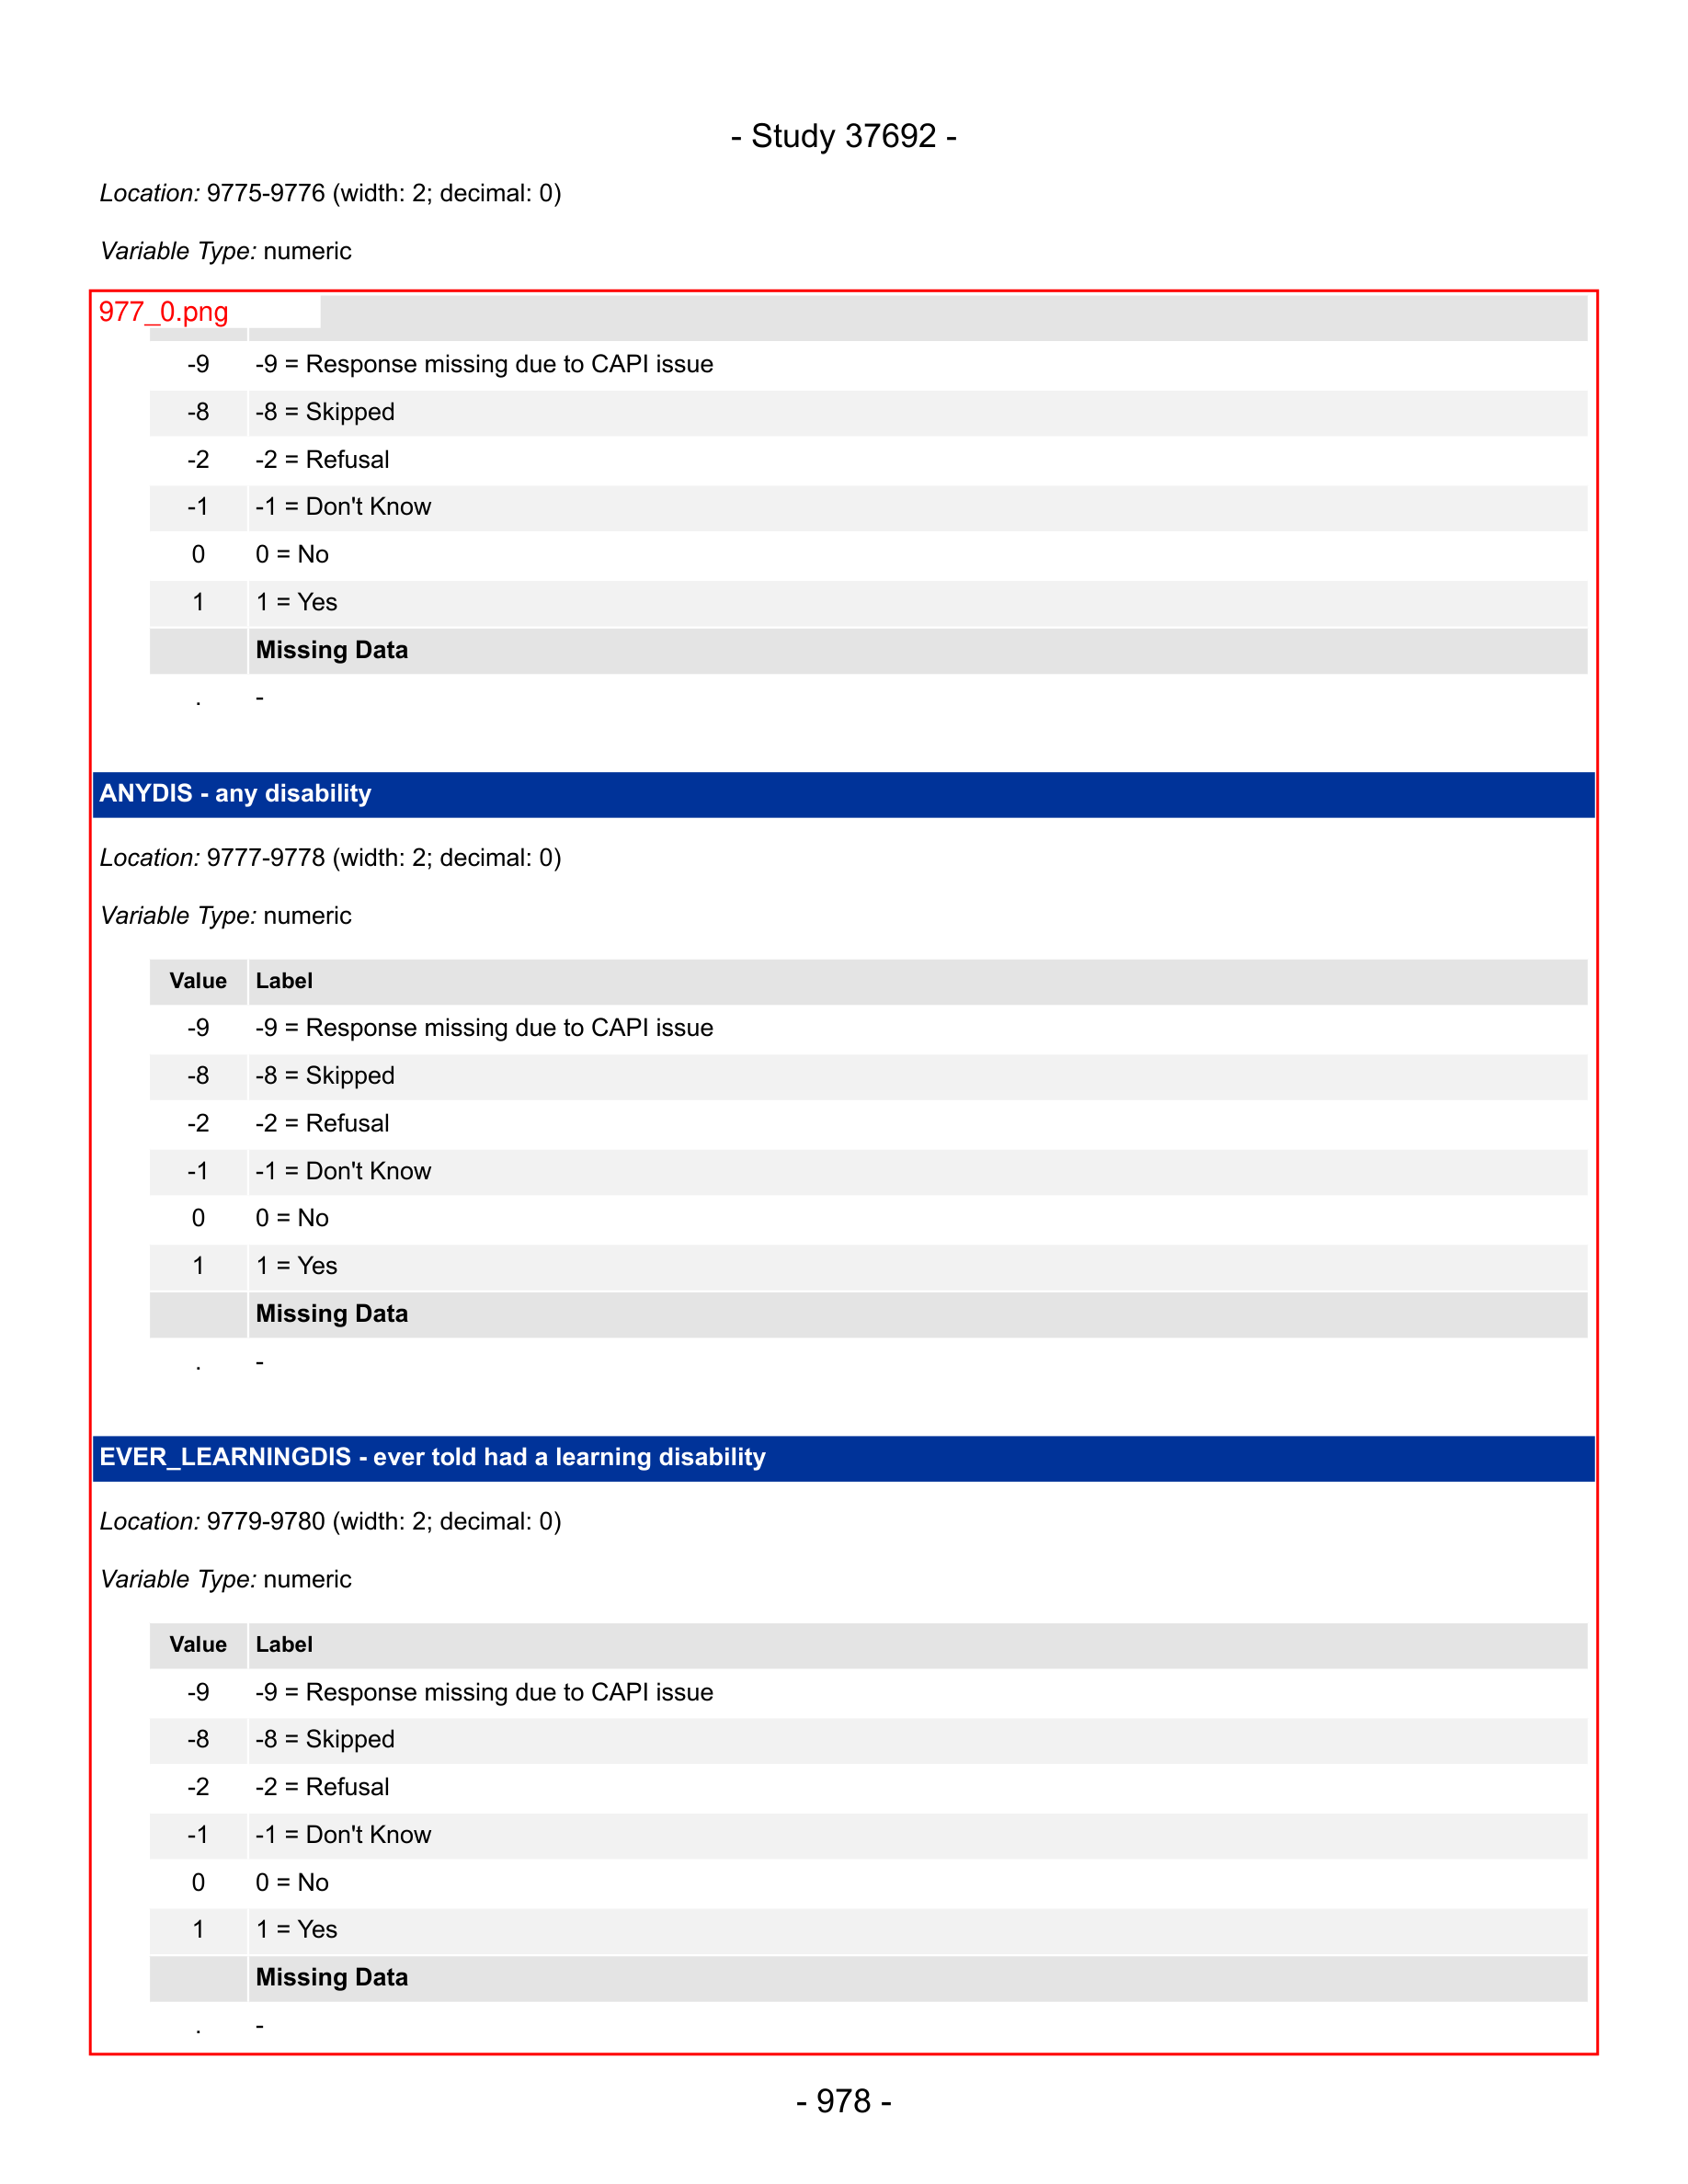 - Study 37692 -
Location: 9775-9776 (width: 2; decimal: 0)
Variable Type: numeric
977_0.png
-9 -9 = Response missing due to CAPI issue
-8 -8 = Skipped
-2 -2 = Refusal
-1 -1 = Don't Know
0 0 = No
1 1 = Yes
Missing Data
. -
ANYDIS - any disability
Location: 9777-9778 (width: 2; decimal: 0)
Variable Type: numeric
Value Label
-9 -9 = Response missing due to CAPI issue
-8 -8 = Skipped
-2 -2 = Refusal
-1 -1 = Don't Know
0 0 = No
1 1 = Yes
Missing Data
. -
EVER_LEARNINGDIS - ever told had a learning disability
Location: 9779-9780 (width: 2; decimal: 0)
Variable Type: numeric
Value Label
-9 -9 = Response missing due to CAPI issue
-8 -8 = Skipped
-2 -2 = Refusal
-1 -1 = Don't Know
0 0 = No
1 1 = Yes
Missing Data
. -
- 978 -